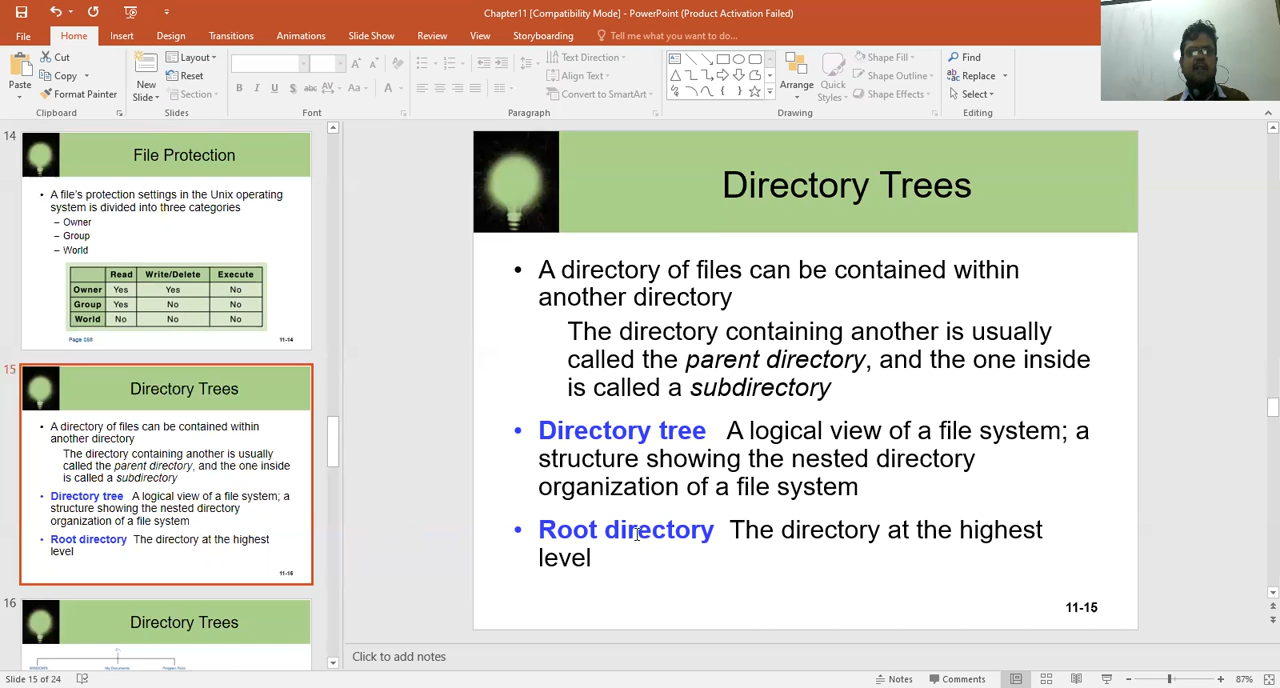 Chapter11 [Compatibility Mode] - PowerPoint (Product Activation Failed)
File Home Insert Design Transitions Animations Slide Show Review View Storyboarding Tell me what you want to do...
Paste
Cut
Copy
Format Painter
Clipboard
New
Slide
Layout
Reset
Section
Slides
B I U S abc AV Aa A
Font
Text Direction
Align Text
Convert to SmartArt
Paragraph
Arrange
Quick
Styles
Drawing
Shape Fill
Shape Outline
Shape Effects
Find
Replace
Select
Editing
14
File Protection
• A file's protection settings in the Unix operating
system is divided into three categories
– Owner
– Group
– World
Read Write/Delete Execute
Owner Yes Yes No
Group Yes No No
World No No No
Page 11-14
15
Directory Trees
• A directory of files can be contained within
another directory
The directory containing another is usually
called the parent directory, and the one inside
is called a subdirectory
• Directory tree A logical view of a file system; a
structure showing the nested directory
organization of a file system
• Root directory The directory at the highest
level
11-15
16
Directory Trees
WINDOWS My Documents Program Files
Directory Trees
• A directory of files can be contained within
another directory
The directory containing another is usually
called the parent directory, and the one inside
is called a subdirectory
• Directory tree A logical view of a file system; a
structure showing the nested directory
organization of a file system
• Root directory The directory at the highest
level
11-15
Click to add notes
Slide 15 of 24 Notes Comments 87%